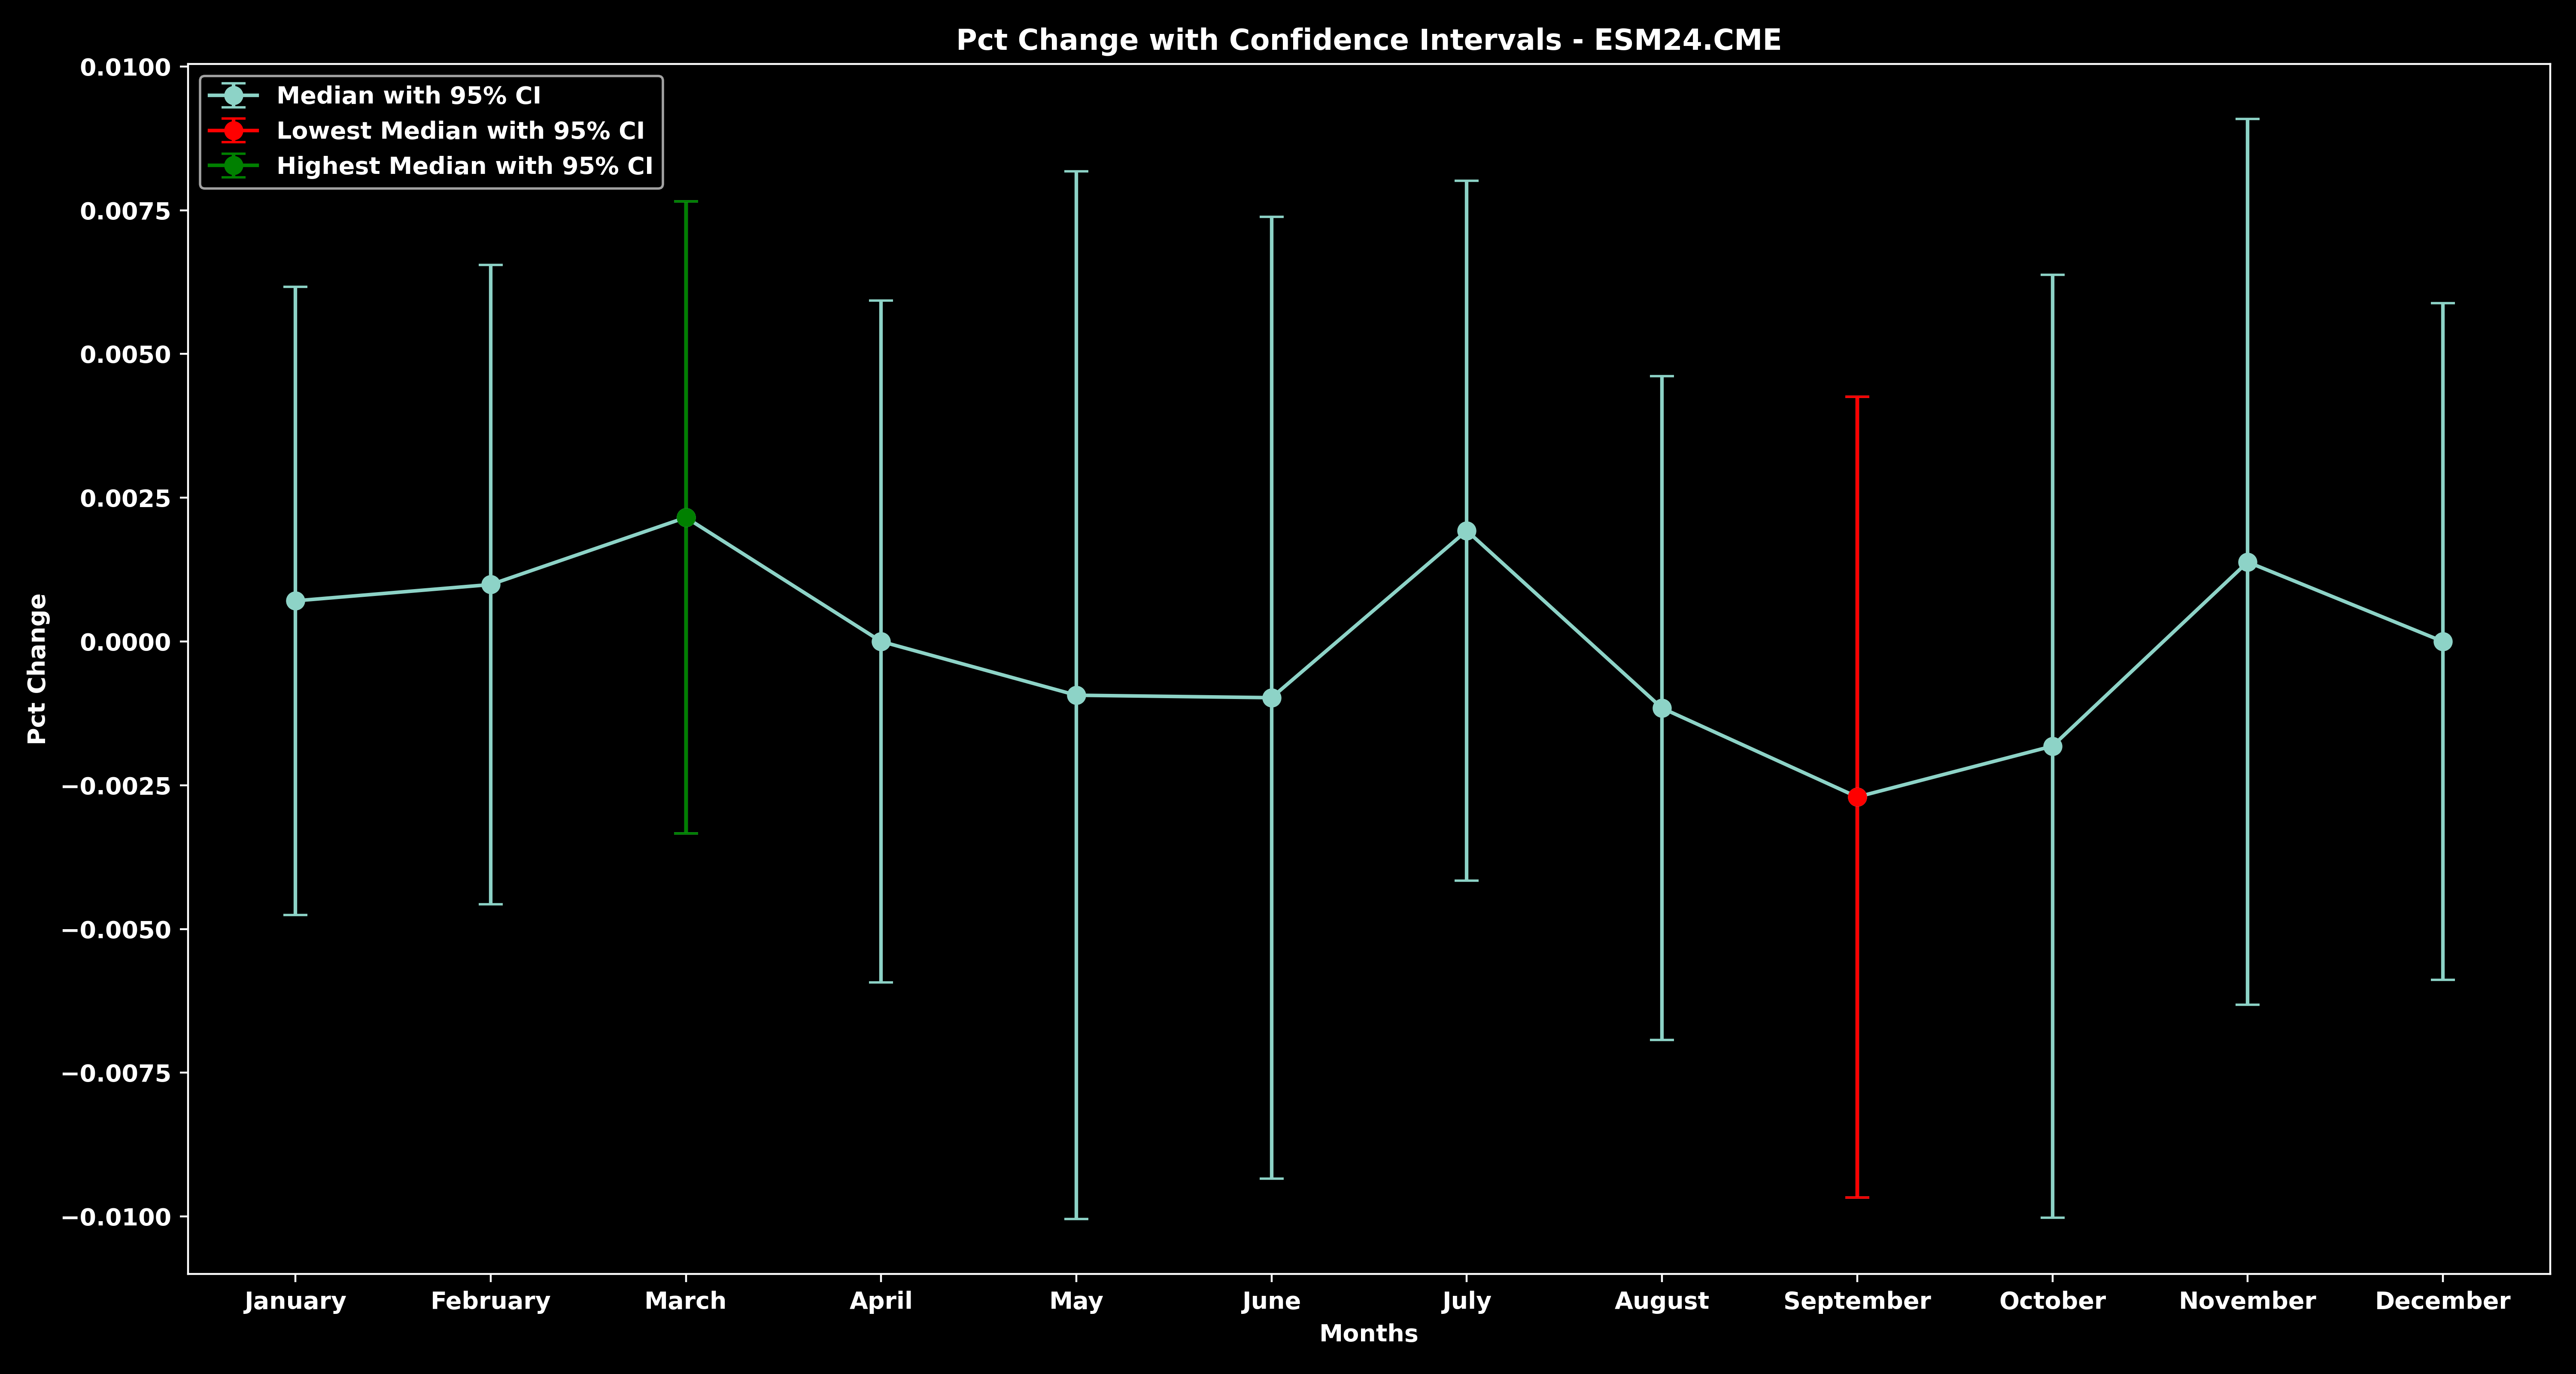 Pct Change with Confidence Intervals - ESM24.CME
Median with 95% CI
Lowest Median with 95% CI
Highest Median with 95% CI
0.0100
0.0075
0.0050
0.0025
0.0000
−0.0025
−0.0050
−0.0075
−0.0100
Pct Change
January February March April May June July August September October November December
Months